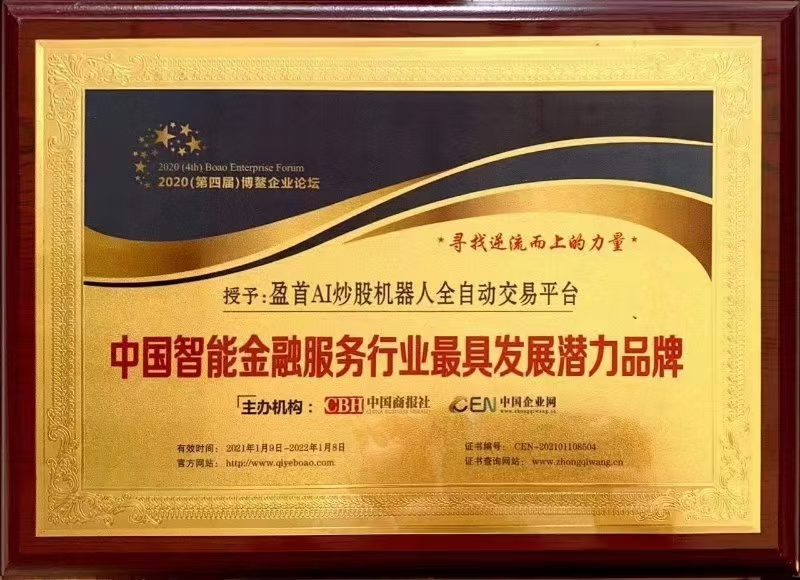 2020 (4th) Boao Enterprise Forum
2020(第四届)博鳌企业论坛
*寻找逆流而上的力量*
授予:盈首AI炒股机器人全自动交易平台
中国智能金融服务行业最具发展潜力品牌
「主办机构: CBH 中国商报社 CHINA BUSINESS HERALD CEN 中国企业网 www.zhongqiwang.cn
有效时间: 2021年1月9日-2022年1月8日 证书编号: CEN-202101108504
官方网站: http://www.qiyeboao.com 证书查询网站: www.zhongqiwang.cn